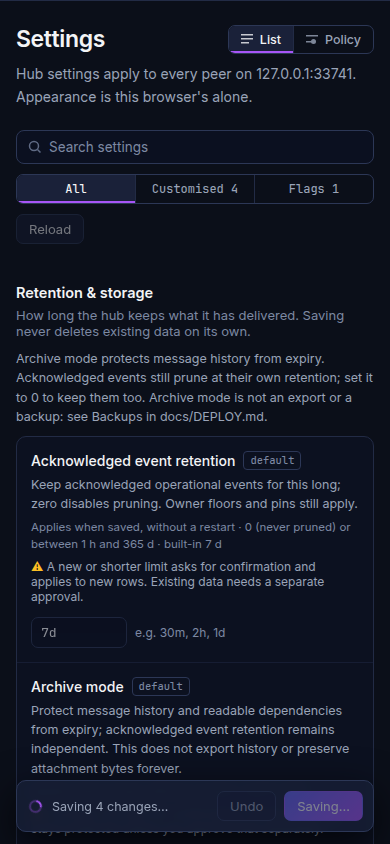 Settings
List
Policy
Hub settings apply to every peer on 127.0.0.1:33741.
Appearance is this browser's alone.
Search settings
All
Customised 4
Flags 1
Reload
Retention & storage
How long the hub keeps what it has delivered. Saving
never deletes existing data on its own.
Archive mode protects message history from expiry.
Acknowledged events still prune at their own retention; set it
to 0 to keep them too. Archive mode is not an export or a
backup: see Backups in docs/DEPLOY.md.
Acknowledged event retention default
Keep acknowledged operational events for this long;
zero disables pruning. Owner floors and pins still apply.
Applies when saved, without a restart · 0 (never pruned) or
between 1 h and 365 d · built-in 7 d
⚠ A new or shorter limit asks for confirmation and
applies to new rows. Existing data needs a separate
approval.
7d
e.g. 30m, 2h, 1d
Archive mode default
Protect message history and readable dependencies
from expiry; acknowledged event retention remains
independent. This does not export history or preserve
attachment bytes forever.
Saving 4 changes...
Undo
Saving...